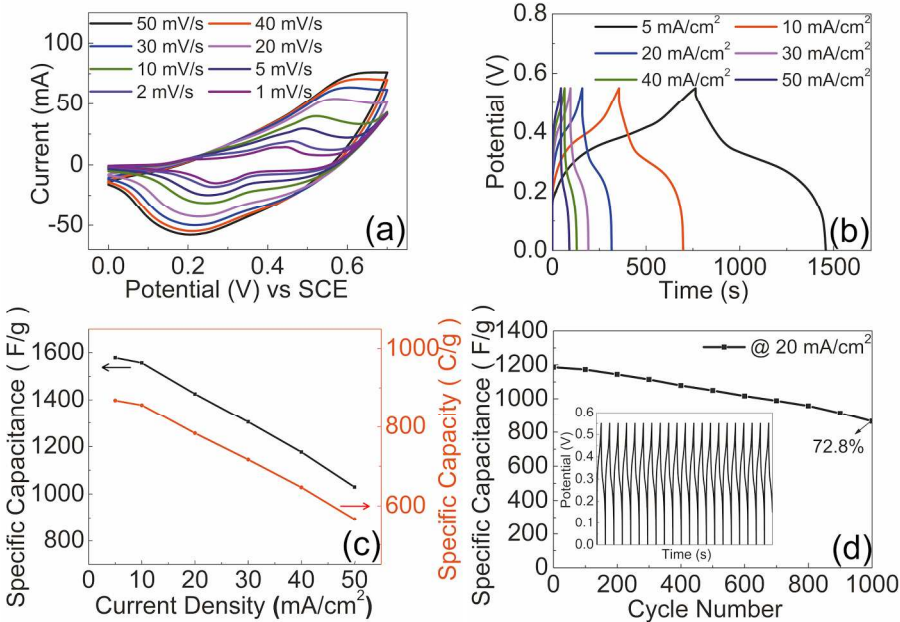 50 mV/s 40 mV/s
30 mV/s 20 mV/s
10 mV/s 5 mV/s
2 mV/s 1 mV/s
100
50
0
-50
Current (mA)
0.0 0.2 0.4 0.6
Potential (V) vs SCE
(a)
5 mA/cm² 10 mA/cm²
20 mA/cm² 30 mA/cm²
40 mA/cm² 50 mA/cm²
0.8
0.6
0.4
0.2
0.0
Potential (V)
0 500 1000 1500
Time (s)
(b)
1600
1400
1200
1000
800
Specific Capacitance ( F/g)
1000
800
600
Specific Capacity ( C/g )
0 10 20 30 40 50
Current Density (mA/cm²)
(c)
@ 20 mA/cm²
1400
1200
1000
800
600
400
200
0
Specific Capacitance ( F/g)
72.8%
0.6
0.5
0.4
0.3
0.2
0.1
0.0
Potential (V)
Time (s)
0 200 400 600 800 1000
Cycle Number
(d)